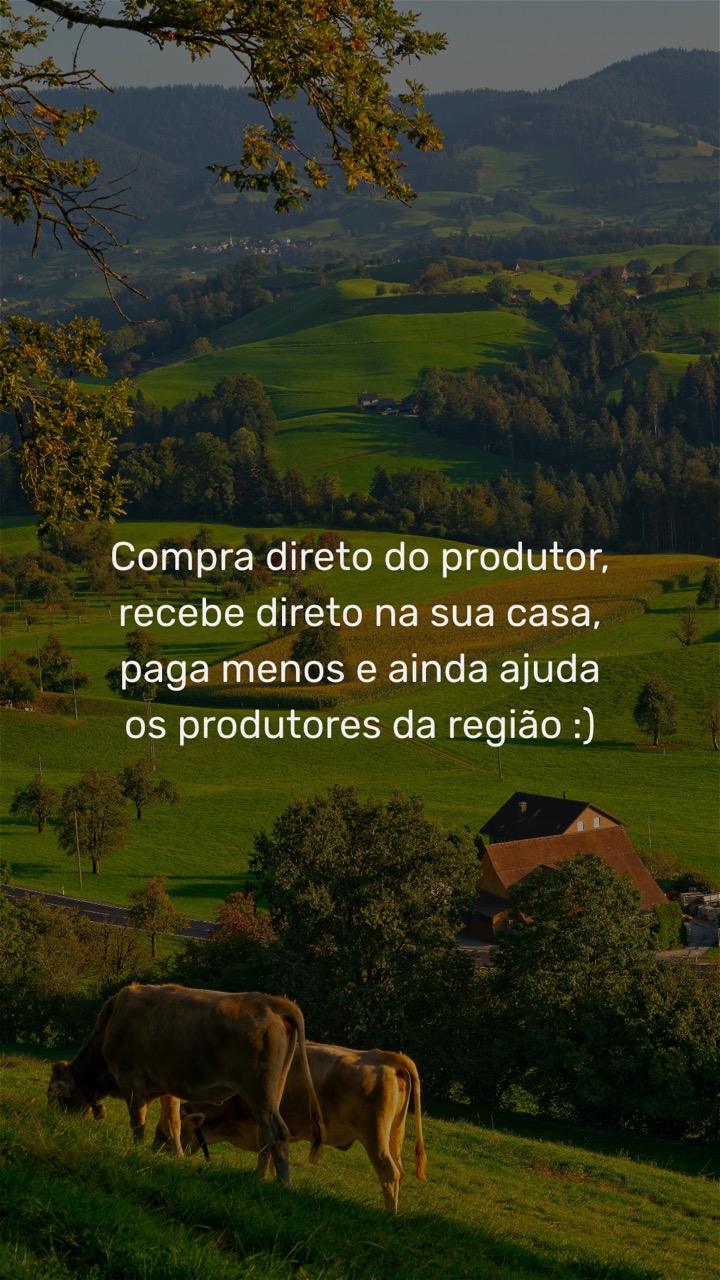 Compra direto do produtor,
recebe direto na sua casa,
paga menos e ainda ajuda
os produtores da região :)